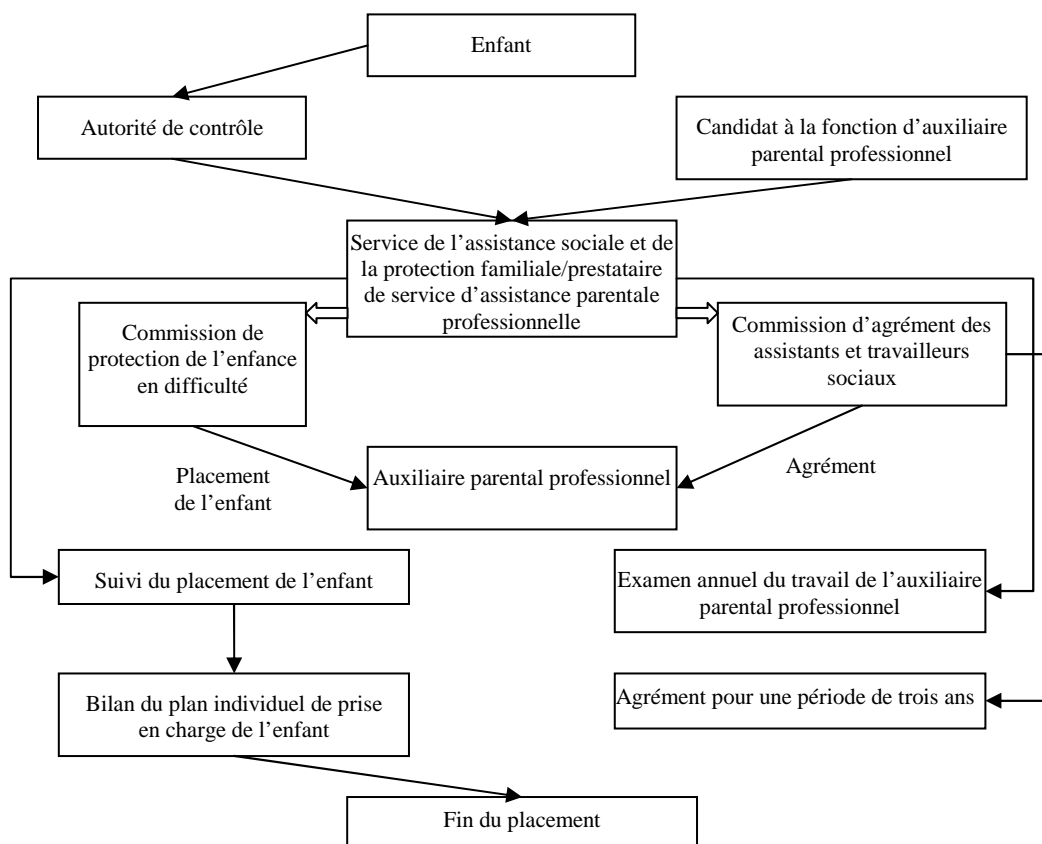 Enfant
Autorité de contrôle
Candidat à la fonction d’auxiliaire
parental professionnel
Service de l’assistance sociale et de
la protection familiale/prestataire
de service d’assistance parentale
professionnelle
Commission de
protection de l’enfance
en difficulté
Commission d’agrément des
assistants et travailleurs
sociaux
Placement
de l’enfant
Auxiliaire parental professionnel
Agrément
Suivi du placement de l’enfant
Examen annuel du travail de l’auxiliaire
parental professionnel
Bilan du plan individuel de prise
en charge de l’enfant
Agrément pour une période de trois ans
Fin du placement